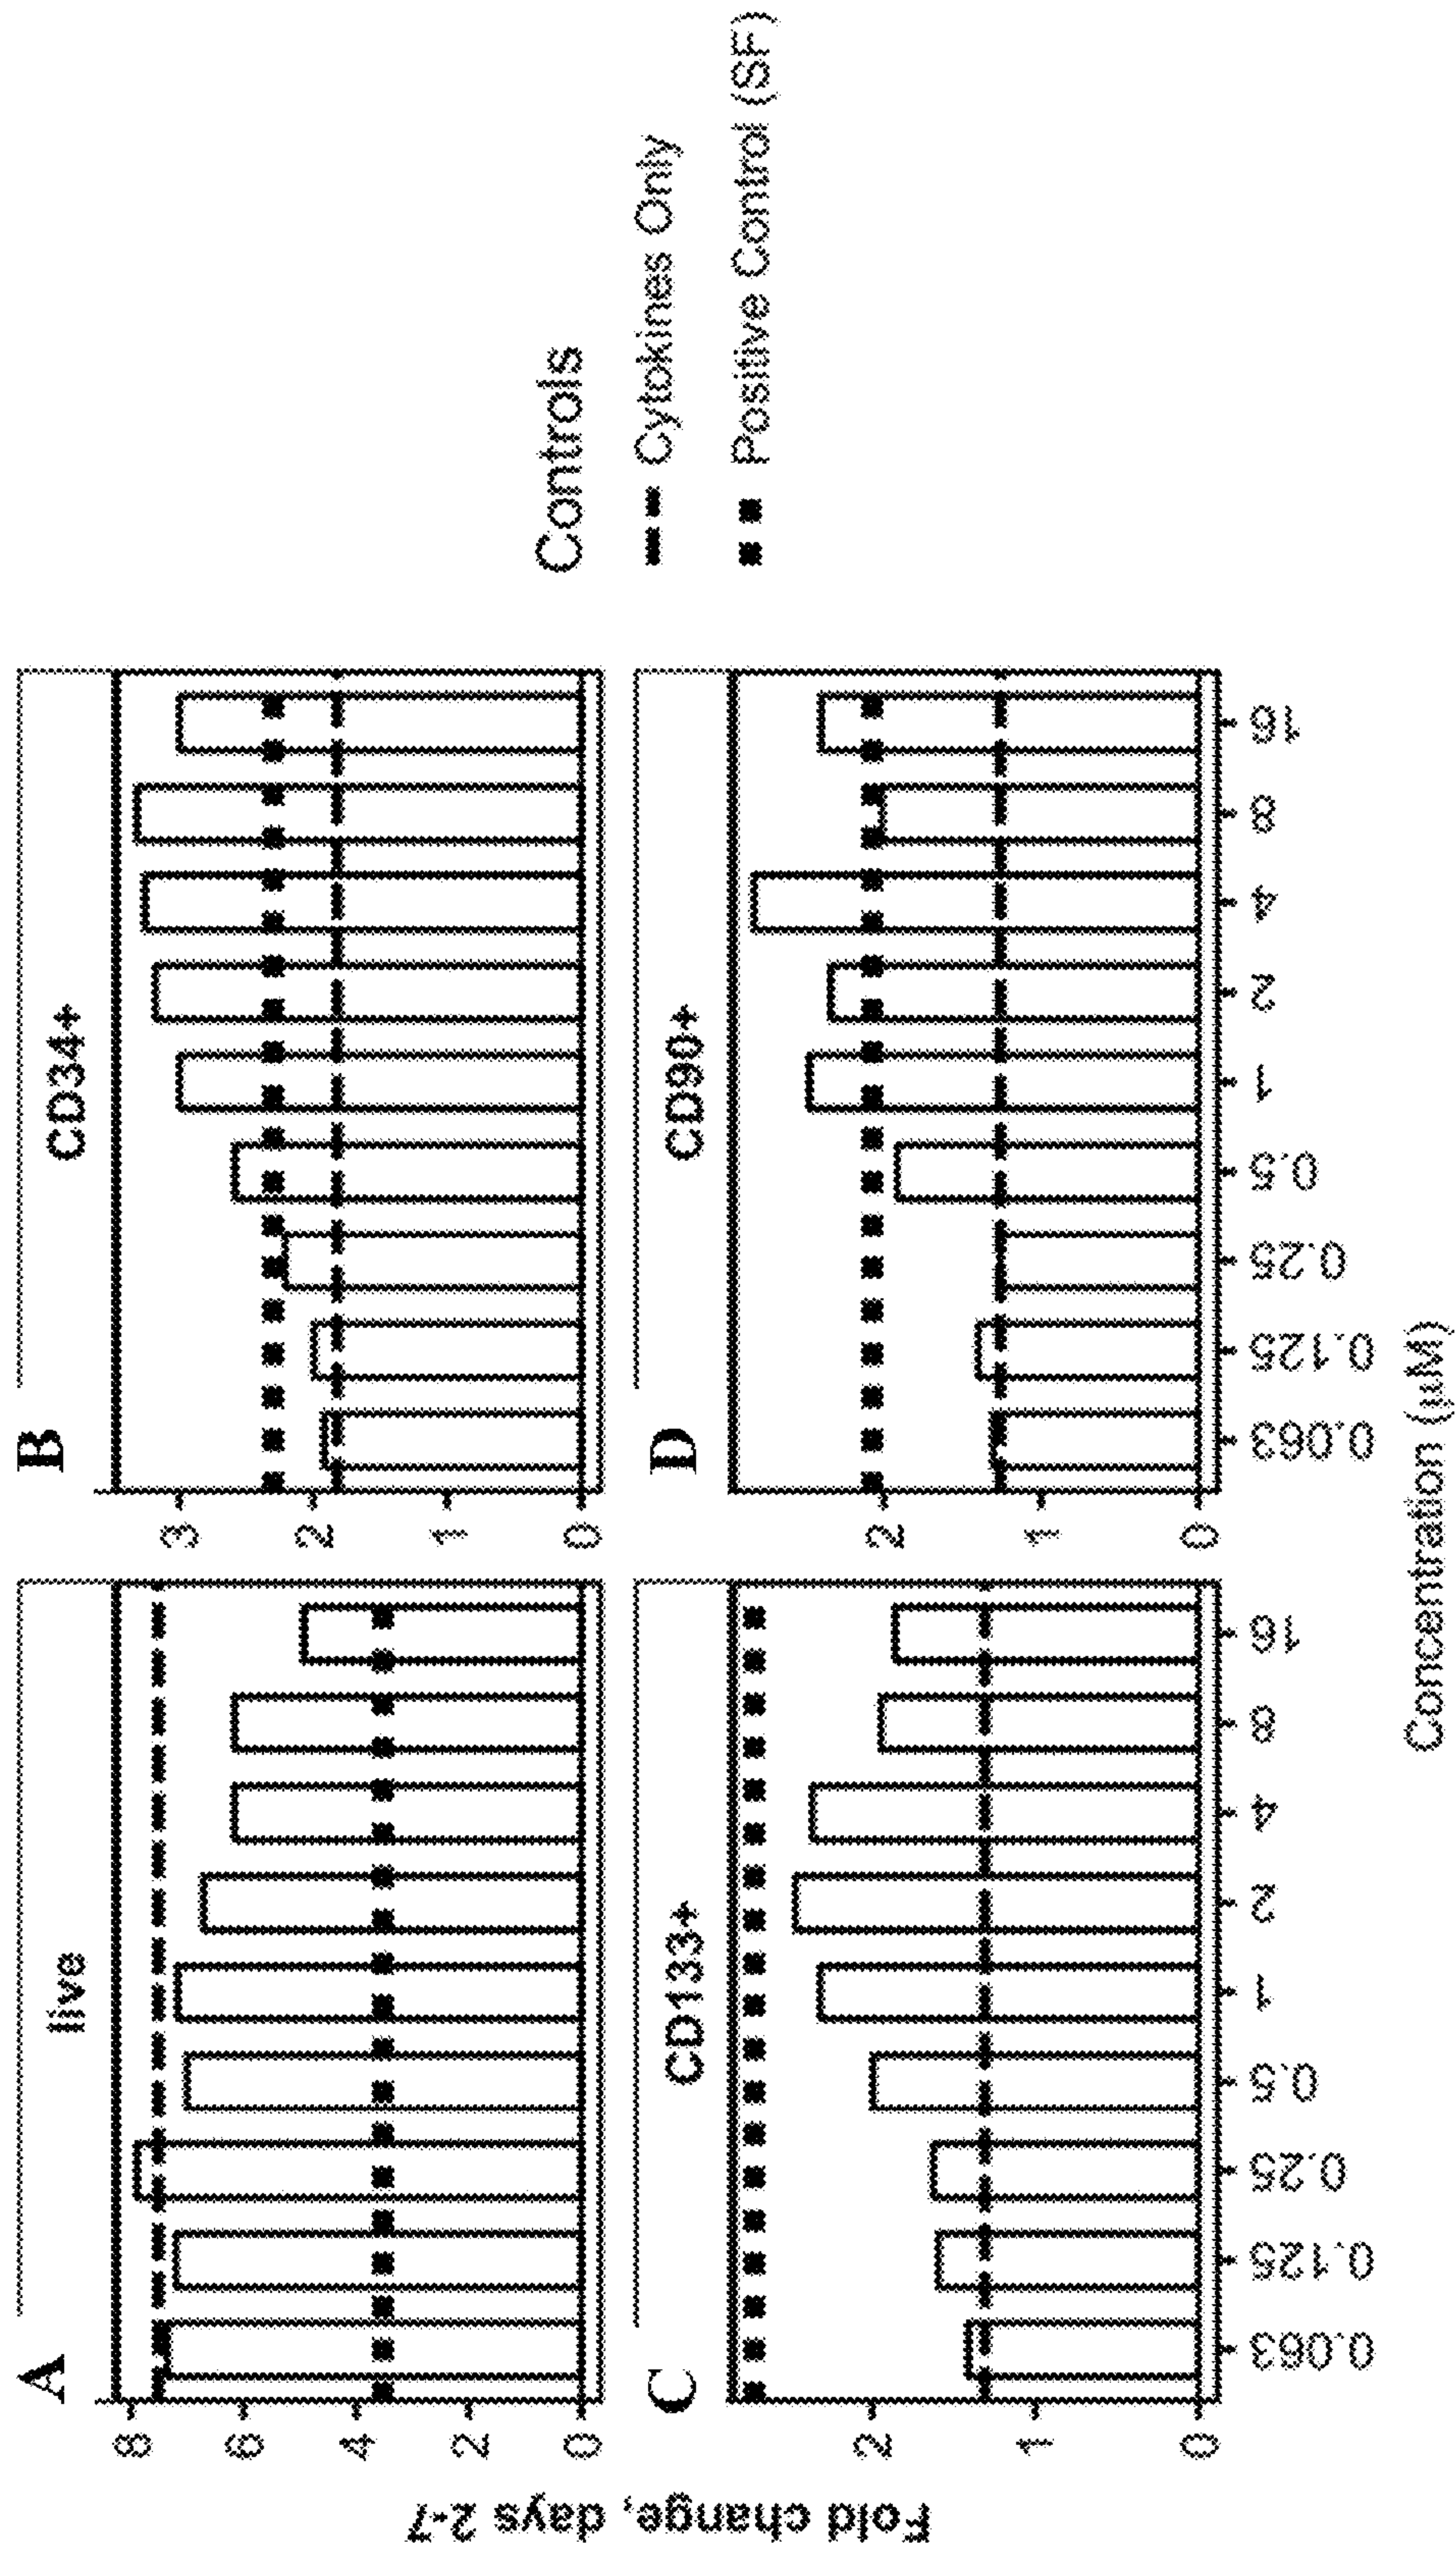 A
live
8
6
4
2
0
B
CD34+
3
2
1
0
C
CD133+
2
1
0
0.063
0.125
0.25
0.5
1
2
4
8
16
D
CD90+
2
1
0
0.063
0.125
0.25
0.5
1
2
4
8
16
Fold change, days 2-7
Concentration (µM)
Controls
Cytokines Only
Positive Control (SF)